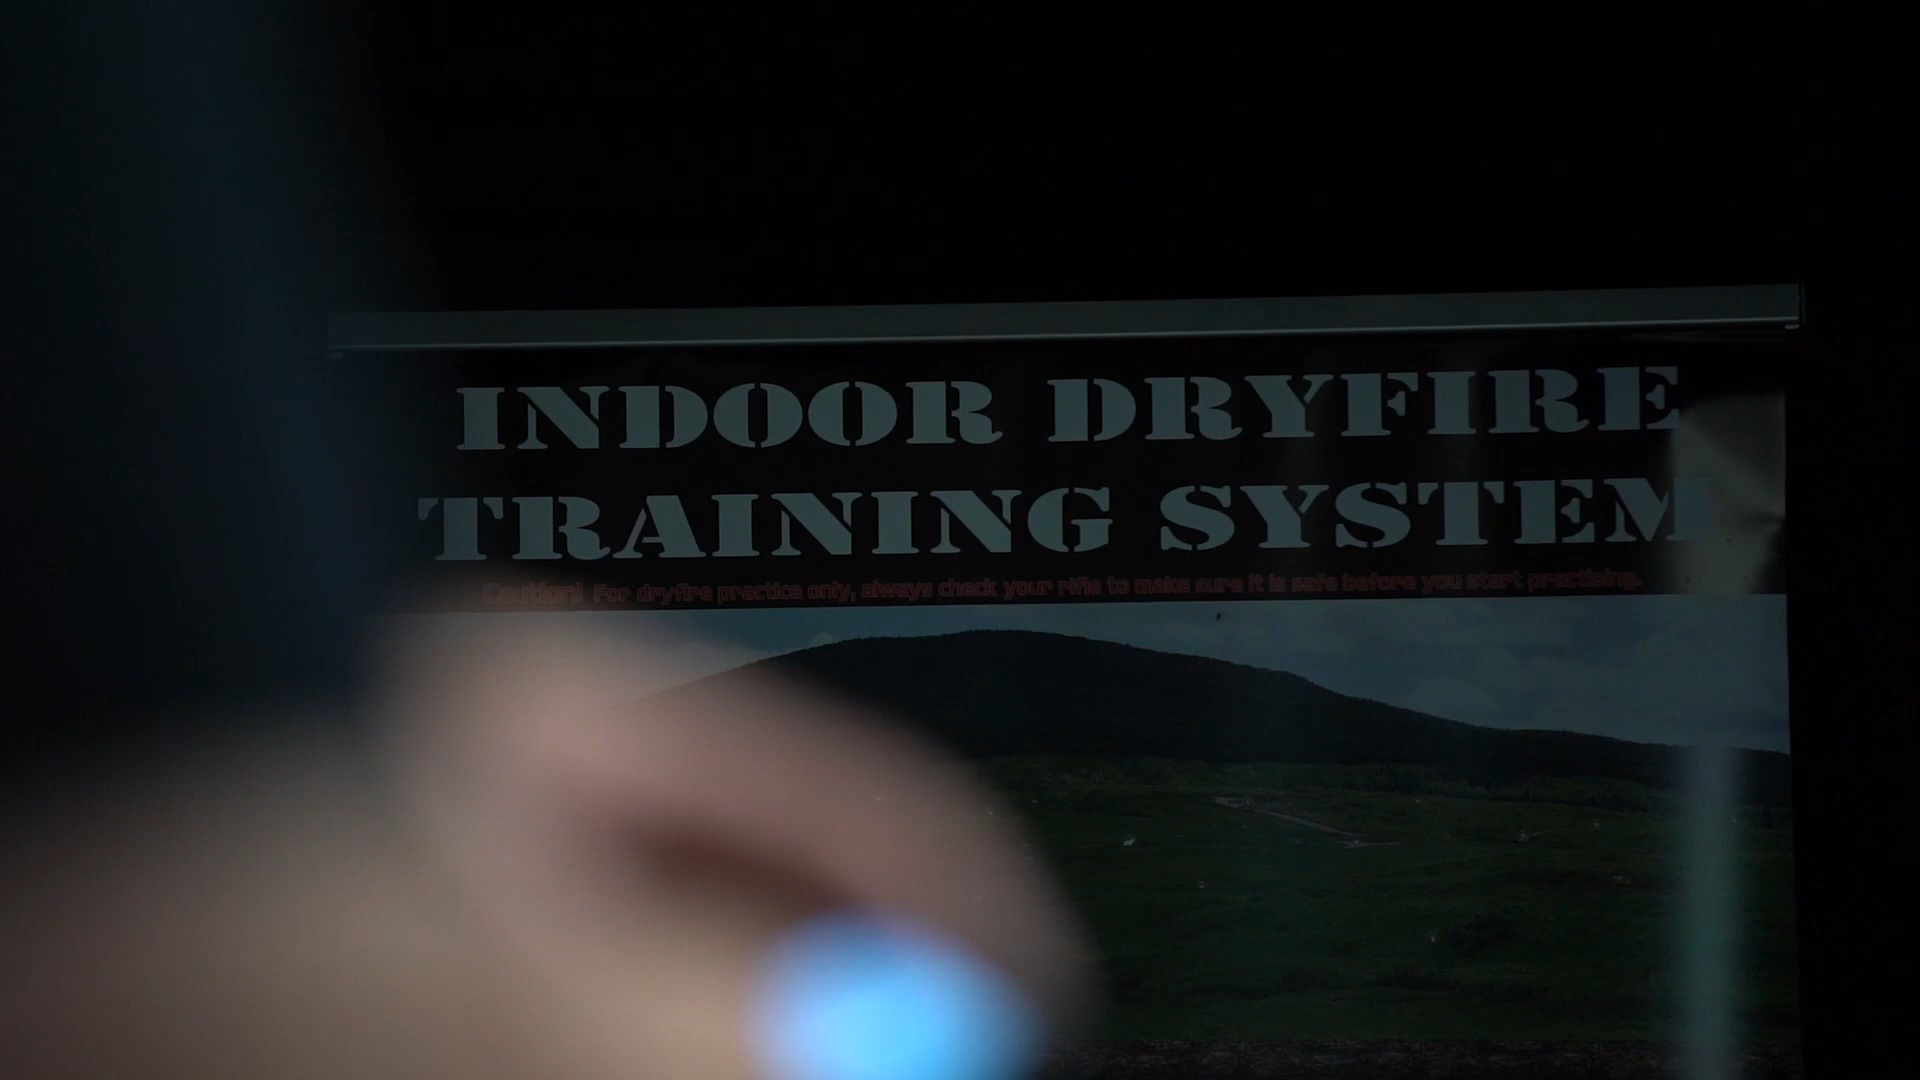 INDOOR DRYFIRE
TRAINING SYSTEM
Caution! For dryfire practice only, always check your rifle to make sure it is safe before you start practising.